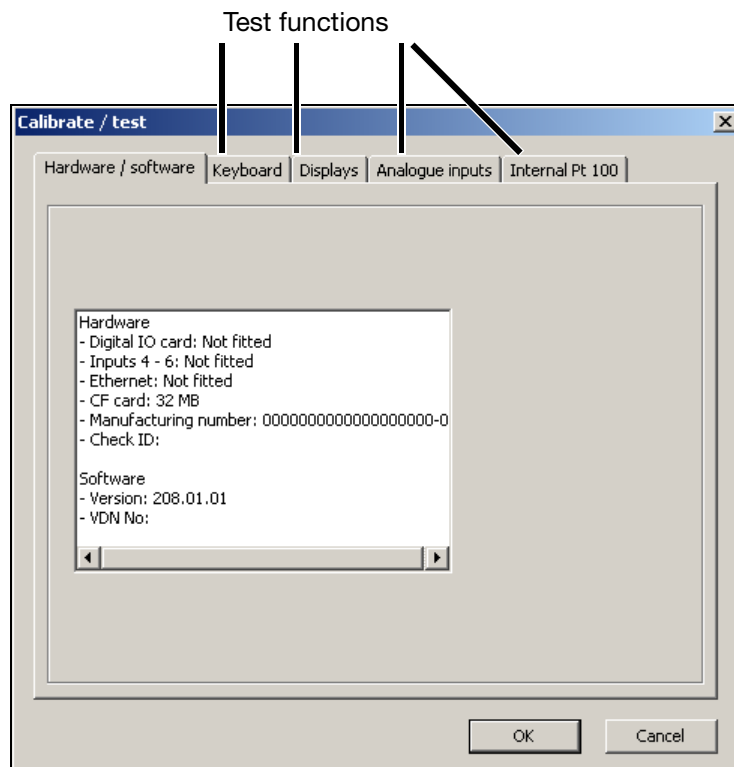 Test functions
Calibrate / test
Hardware / software Keyboard Displays Analogue inputs Internal Pt 100
Hardware
- Digital IO card: Not fitted
- Inputs 4 - 6: Not fitted
- Ethernet: Not fitted
- CF card: 32 MB
- Manufacturing number: 0000000000000000000-0
- Check ID:
Software
- Version: 208.01.01
- VDN No:
OK Cancel